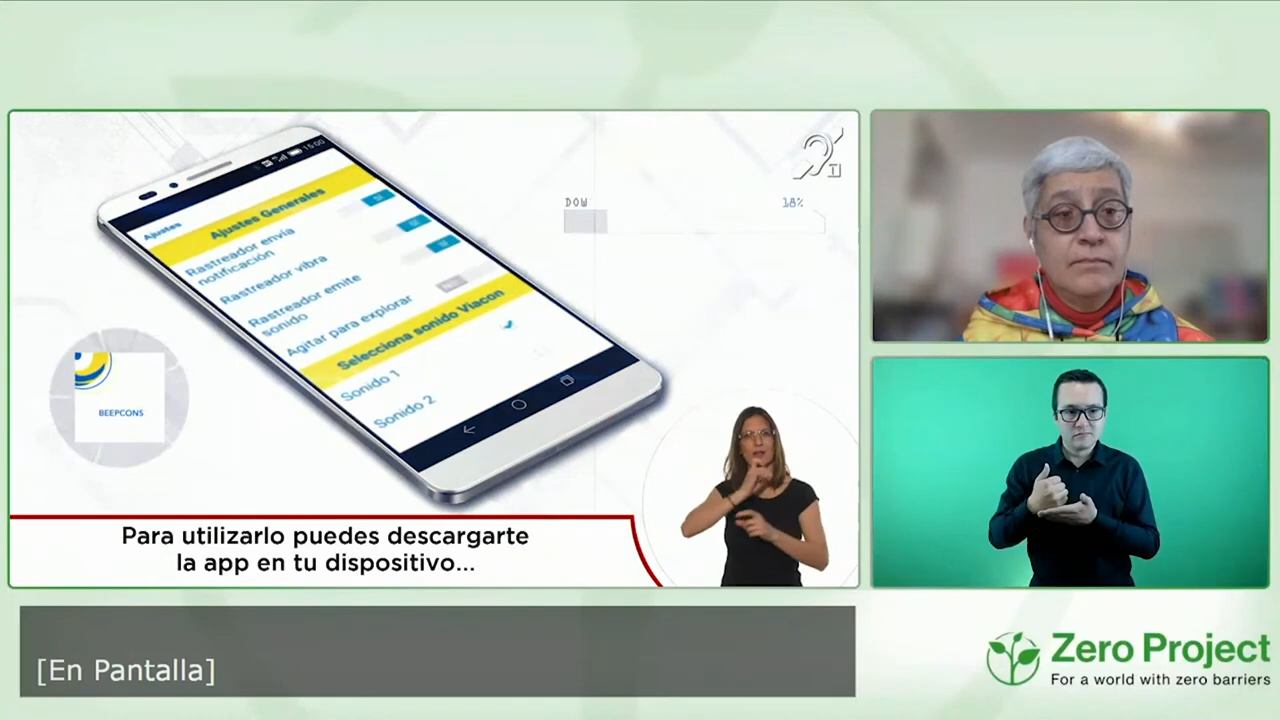 15:00
Ajustes
Ajustes Generales
Rastreador envía
notificación
Rastreador vibra
Rastreador emite
sonido
Agitar para explorar
Selecciona sonido Viacon
Sonido 1
Sonido 2
DOW
18%
T
BEEPCONS
Para utilizarlo puedes descargarte
la app en tu dispositivo...
[En Pantalla]
Zero Project
For a world with zero barriers